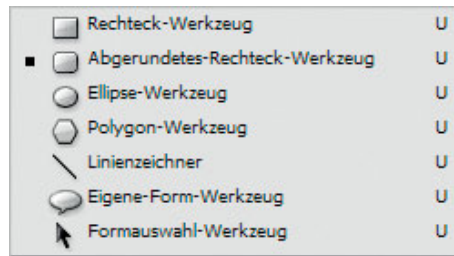 Rechteck-Werkzeug U
Abgerundetes-Rechteck-Werkzeug U
Ellipse-Werkzeug U
Polygon-Werkzeug U
Linienzeichner U
Eigene-Form-Werkzeug U
Formauswahl-Werkzeug U